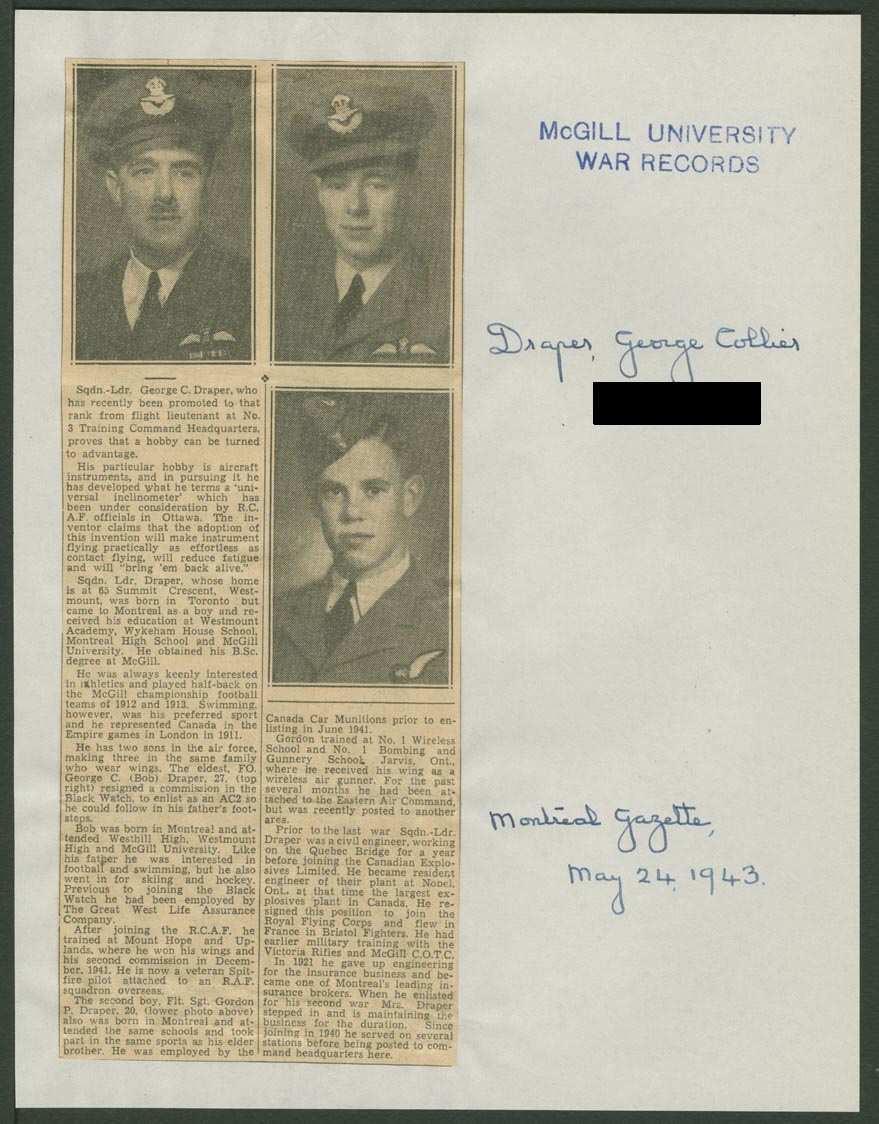 McGILL UNIVERSITY
WAR RECORDS
Draper, George Collier
Sqdn.-Ldr. George C. Draper, who
has recently been promoted to that
rank from flight lieutenant at No.
3 Training Command Headquarters,
proves that a hobby can be turned
to advantage.
His particular hobby is aircraft
instruments, and in pursuing it he
has developed what he terms a 'uni-
versal inclinometer' which has
been under consideration by R.C.
A.F. officials in Ottawa. The in-
ventor claims that the adoption of
this invention will make instrument
flying practically as effortless as
contact flying, will reduce fatigue
and will "bring 'em back alive."
Sqdn. Ldr. Draper, whose home
is at 65 Summit Crescent, West-
mount, was born in Toronto but
came to Montreal as a boy and re-
ceived his education at Westmount
Academy, Wykeham House School,
Montreal High School and McGill
University. He obtained his B.Sc.
degree at McGill.
He was always keenly interested
in athletics and played half-back on
the McGill championship football
teams of 1912 and 1913. Swimming,
however, was his preferred sport
and he represented Canada in the
Empire games in London in 1911.
He has two sons in the air force,
making three in the same family
who wear wings. The eldest, FO.
George C. (Bob) Draper, 27, (top
right) resigned a commission in the
Black Watch, to enlist as an AC2 so
he could follow in his father's foot-
steps.
Bob was born in Montreal and at-
tended Westhill High, Westmount
High and McGill University. Like
his father he was interested in
football and swimming, but he also
went in for skiing and hockey.
Previous to joining the Black
Watch he had been employed by
The Great West Life Assurance
Company.
After joining the R.C.A.F. he
trained at Mount Hope and Up-
lands, where he won his wings and
his second commission in Decem-
ber, 1941. He is now a veteran Spit-
fire pilot attached to an R.A.F.
squadron overseas.
The second boy, Flt. Sgt. Gordon
P. Draper, 20, (lower photo above)
also was born in Montreal and at-
tended the same schools and took
part in the same sports as his elder
brother. He was employed by the
Canada Car Munitions prior to en-
listing in June 1941.
Gordon trained at No. 1 Wireless
School and No. 1 Bombing and
Gunnery School, Jarvis, Ont.,
where he received his wing as a
wireless air gunner. For the past
several months he had been at-
tached to the Eastern Air Command,
but was recently posted to another
area.
Prior to the last war Sqdn.-Ldr.
Draper was a civil engineer, working
on the Quebec Bridge for a year
before joining the Canadian Explo-
sives Limited. He became resident
engineer of their plant at Nobel,
Ont., at that time the largest ex-
plosives plant in Canada. He re-
signed this position to join the
Royal Flying Corps and flew in
France in Bristol Fighters. He had
earlier military training with the
Victoria Rifles and McGill C.O.T.C.
In 1921 he gave up engineering
for the insurance business and be-
came one of Montreal's leading in-
surance brokers. When he enlisted
for his second war Mrs. Draper
stepped in and is maintaining the
business for the duration. Since
joining in 1940 he served on several
stations before being posted to com-
mand headquarters here.
Montreal Gazette,
May 24, 1943.